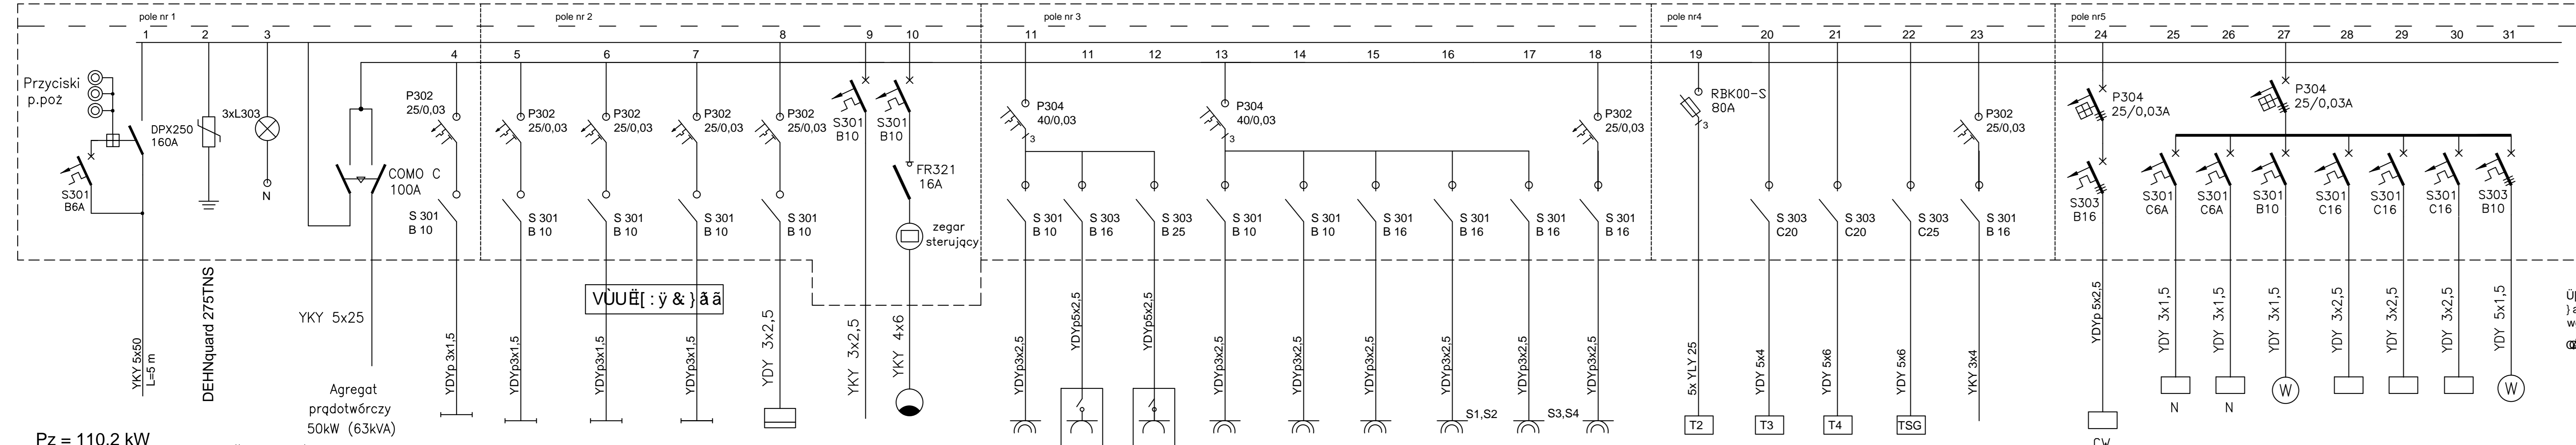 pole nr 1
pole nr 2
pole nr 3
pole nr4
pole nr5
1 2 3
8 9 10 11
20 21 22 23
24 25 26 27 28 29 30 31
4 5 6 7
11 12 13 14 15 16 17 18 19
Przyciski
p.poż
DPX250
160A
S301
B6A
3xL303
N
COMO C
100A
P302
25/0,03
S 301
B 10
P302
25/0,03
S 301
B 10
P302
25/0,03
S 301
B 10
P302
25/0,03
S 301
B 10
P302
25/0,03
S 301
B 10
S301
B10
S301
B10
FR321
16A
zegar
sterujący
P304
40/0,03
3
S 301
B 10
S 303
B 16
S 303
B 25
P304
40/0,03
3
S 301
B 10
S 301
B 10
S 301
B 16
S 301
B 16
S 301
B 16
P302
25/0,03
S 301
B 16
RBK00-S
80A
3
S 303
C20
S 303
C20
S 303
C25
P302
25/0,03
S 301
B 16
P304
25/0,03A
S303
B16
P304
25/0,03A
S301
C6A
S301
C6A
S301
B10
S301
C16
S301
C16
S301
C16
S303
B10
YKY 5x50
L=5 m
DEHNquard 275TNS
YKY 5x25
Agregat
prądotwórczy
50kW (63kVA)
YDYp 3x1,5
YDYp3x1,5
VÙUË[ : ÿ & } ã ã
YDYp3x1,5
YDYp3x1,5
YDY 3x2,5
YKY 3x2,5
YKY 4x6
YDYp3x2,5
YDYp5x2,5
YDYp5x2,5
YDYp3x2,5
YDYp3x2,5
YDYp3x2,5
YDYp3x2,5
S1,S2
YDYp3x2,5
S3,S4
YDYp3x2,5
5x YLY 25
YDY 5x4
YDY 5x6
YDY 5x6
YKY 3x4
YDYp 5x2,5
YDY 3x1,5
YDY 3x1,5
YDY 3x1,5
YDY 3x2,5
YDY 3x2,5
YDY 3x2,5
YDY 5x1,5
T2
T3
T4
TSG
CW
N
N
W
W
Pz = 110,2 kW